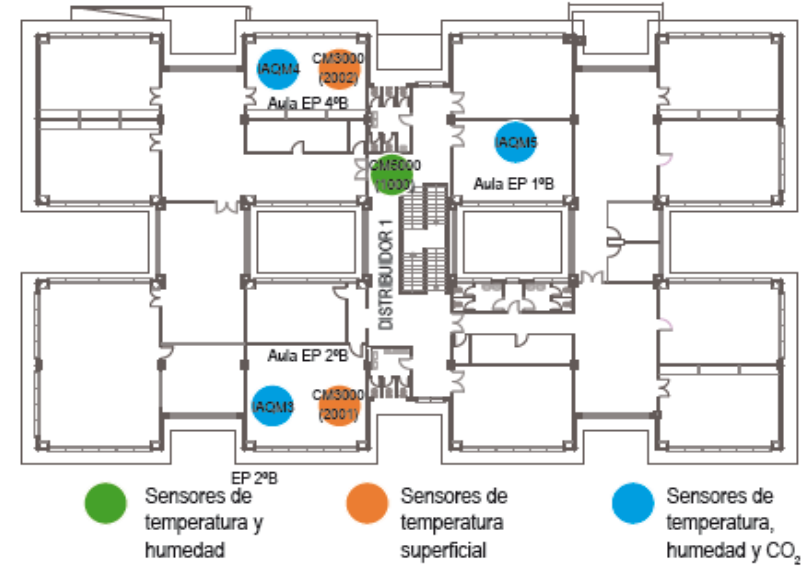 IAQM4
CM3000
(2002)
Aula EP 4ºB
IAQM5
CM6000
(1000)
Aula EP 1ºB
DISTRIBUIDOR 1
Aula EP 2ºB
IAQM3
CM3000
(2001)
EP 2ºB
Sensores de
temperatura y
humedad
Sensores de
temperatura
superficial
Sensores de
temperatura,
humedad y CO₂